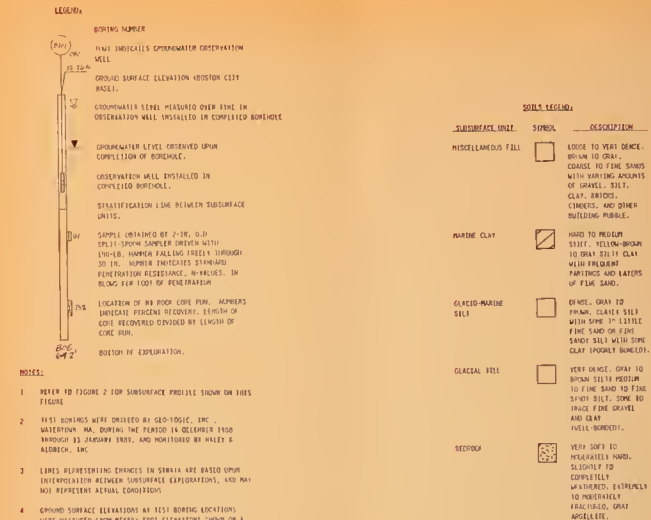 LEGEND:
BORING NUMBER
(OW) INDICATES GROUNDWATER OBSERVATION
WELL
GROUND SURFACE ELEVATION (BOSTON CITY
BASE).
GROUNDWATER LEVEL MEASURED OVER TIME IN
OBSERVATION WELL INSTALLED IN COMPLETED BOREHOLE
GROUNDWATER LEVEL OBSERVED UPON
COMPLETION OF BOREHOLE.
OBSERVATION WELL INSTALLED IN
COMPLETED BOREHOLE.
STRATIFICATION LINE BETWEEN SUBSURFACE
UNITS.
SAMPLE OBTAINED BY 2-IN. O.D
SPLIT-SPOON SAMPLER DRIVEN WITH
140-LB. HAMMER FALLING FREELY THROUGH
30 IN. NUMBER INDICATES STANDARD
PENETRATION RESISTANCE, N-VALUES, IN
BLOWS PER FOOT OF PENETRATION
LOCATION OF NX ROCK CORE RUN. NUMBERS
INDICATE PERCENT RECOVERY, LENGTH OF
CORE RECOVERED DIVIDED BY LENGTH OF
CORE RUN.
BOTTOM OF EXPLORATION.
NOTES:
1 REFER TO FIGURE 2 FOR SUBSURFACE PROFILE SHOWN ON THIS
FIGURE
2 TEST BORINGS WERE DRILLED BY GEO-LOGIC, INC.,
WATERTOWN MA, DURING THE PERIOD 16 DECEMBER 1988
THROUGH 13 JANUARY 1989, AND MONITORED BY HALEY &
ALDRICH, INC
3 LINES REPRESENTING CHANGES IN STRATA ARE BASED UPON
INTERPOLATION BETWEEN SUBSURFACE EXPLORATIONS, AND MAY
NOT REPRESENT ACTUAL CONDITIONS
4 GROUND SURFACE ELEVATIONS AT TEST BORING LOCATIONS
SOILS LEGEND:
SUBSURFACE UNIT SYMBOL DESCRIPTION
MISCELLANEOUS FILL LOOSE TO VERY DENSE,
BROWN TO GRAY,
COARSE TO FINE SANDS
WITH VARYING AMOUNTS
OF GRAVEL, SILT,
CLAY, BRICKS,
CINDERS, AND OTHER
BUILDING RUBBLE.
MARINE CLAY HARD TO MEDIUM
STIFF, YELLOW-BROWN
TO GRAY SILTY CLAY
WITH FREQUENT
PARTINGS AND LAYERS
OF FINE SAND.
GLACIO-MARINE DENSE, GRAY TO
SILT BROWN, CLAYEY SILT
WITH SOME TO LITTLE
FINE SAND OR FINE
SANDY SILT WITH SOME
CLAY (POORLY BONDED).
GLACIAL TILL VERY DENSE, GRAY TO
BROWN SILTY MEDIUM
TO FINE SAND TO FINE
SANDY SILT, SOME TO
TRACE FINE GRAVEL
AND CLAY
(WELL-BONDED).
BEDROCK VERY SOFT TO
MODERATELY HARD,
SLIGHTLY TO
COMPLETELY
WEATHERED, EXTREMELY
TO MODERATELY
FRACTURED, GRAY
ARGILLITE.